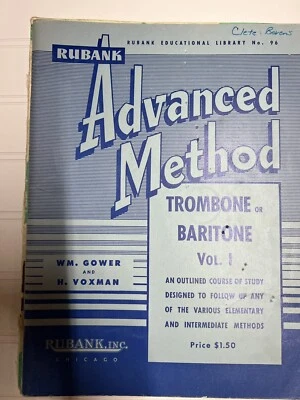 RUBANK EDUCATIONAL LIBRARY No. 96
RUBANK
Advanced
Method
TROMBONE OR
BARITONE
VOL. I
WM. GOWER
AND
H. VOXMAN
AN OUTLINED COURSE OF STUDY
DESIGNED TO FOLLOW UP ANY
OF THE VARIOUS ELEMENTARY
AND INTERMEDIATE METHODS
Price $1.50
RUBANK, INC.
CHICAGO